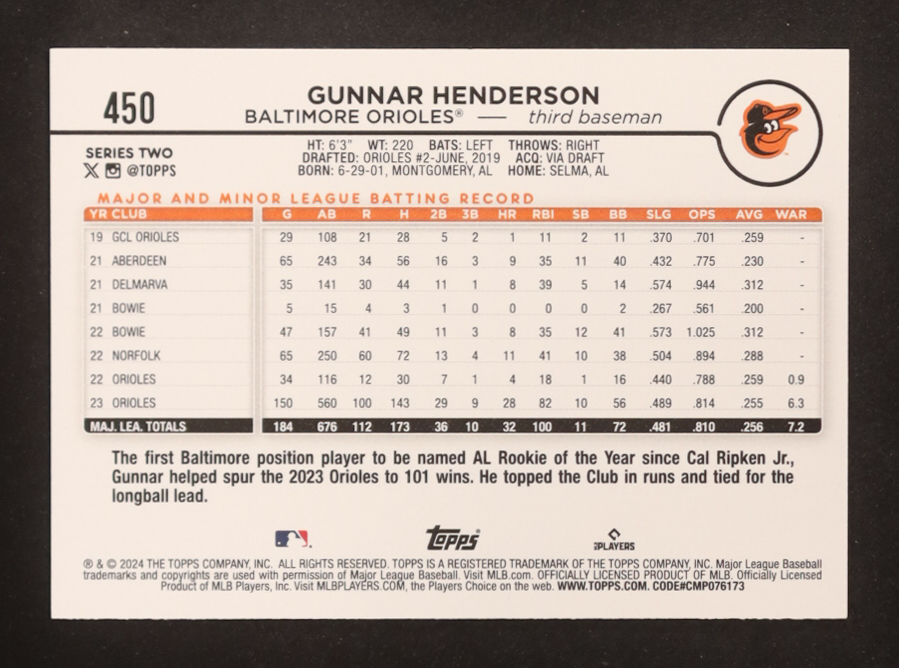 450
GUNNAR HENDERSON
BALTIMORE ORIOLES® — third baseman
SERIES TWO
@TOPPS
HT: 6'3" WT: 220 BATS: LEFT THROWS: RIGHT
DRAFTED: ORIOLES #2-JUNE, 2019 ACQ: VIA DRAFT
BORN: 6-29-01, MONTGOMERY, AL HOME: SELMA, AL
MAJOR AND MINOR LEAGUE BATTING RECORD
YR CLUB G AB R H 2B 3B HR RBI SB BB SLG OPS AVG WAR
19 GCL ORIOLES 29 108 21 28 5 2 1 11 2 11 .370 .701 .259 -
21 ABERDEEN 65 243 34 56 16 3 9 35 11 40 .432 .775 .230 -
21 DELMARVA 35 141 30 44 11 1 8 39 5 14 .574 .944 .312 -
21 BOWIE 5 15 4 3 1 0 0 0 0 2 .267 .561 .200 -
22 BOWIE 47 157 41 49 11 3 8 35 12 41 .573 1.025 .312 -
22 NORFOLK 65 250 60 72 13 4 11 41 10 38 .504 .894 .288 -
22 ORIOLES 34 116 12 30 7 1 4 18 1 16 .440 .788 .259 0.9
23 ORIOLES 150 560 100 143 29 9 28 82 10 56 .489 .814 .255 6.3
MAJ. LEA. TOTALS 184 676 112 173 36 10 32 100 11 72 .481 .810 .256 7.2
The first Baltimore position player to be named AL Rookie of the Year since Cal Ripken Jr.,
Gunnar helped spur the 2023 Orioles to 101 wins. He topped the Club in runs and tied for the
longball lead.
Topps®
PLAYERS
® & © 2024 THE TOPPS COMPANY, INC. ALL RIGHTS RESERVED. TOPPS IS A REGISTERED TRADEMARK OF THE TOPPS COMPANY, INC. Major League Baseball
trademarks and copyrights are used with permission of Major League Baseball. Visit MLB.com. OFFICIALLY LICENSED PRODUCT OF MLB. Officially Licensed
Product of MLB Players, Inc. Visit MLBPLAYERS.COM, the Players Choice on the web. WWW.TOPPS.COM. CODE#CMP076173